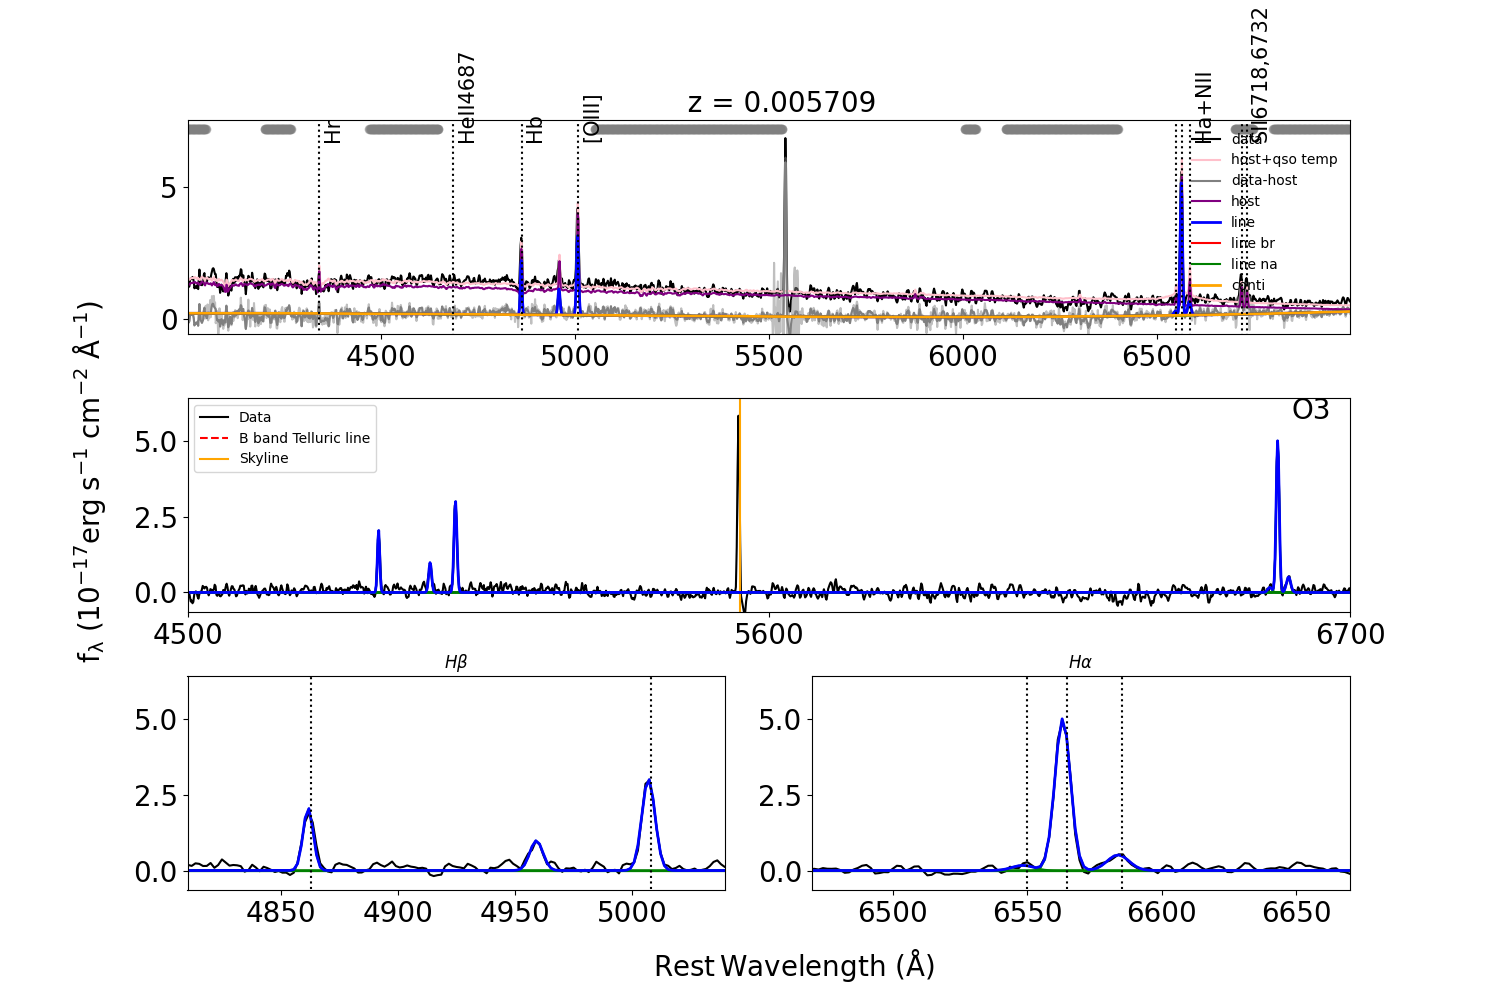 z = 0.005709
Hr
HeII4687
Hb
[OIII]
Ha+NII
SII6718,6732
data
host+qso temp
data-host
host
line
line br
line na
conti
5
0
4500
5000
5500
6000
6500
f_λ (10^{-17}erg s^{-1} cm^{-2} Å^{-1})
Data
B band Telluric line
Skyline
O3
5.0
2.5
0.0
4500
5600
6700
Hβ
5.0
2.5
0.0
4850
4900
4950
5000
Hα
5.0
2.5
0.0
6500
6550
6600
6650
Rest Wavelength (Å)